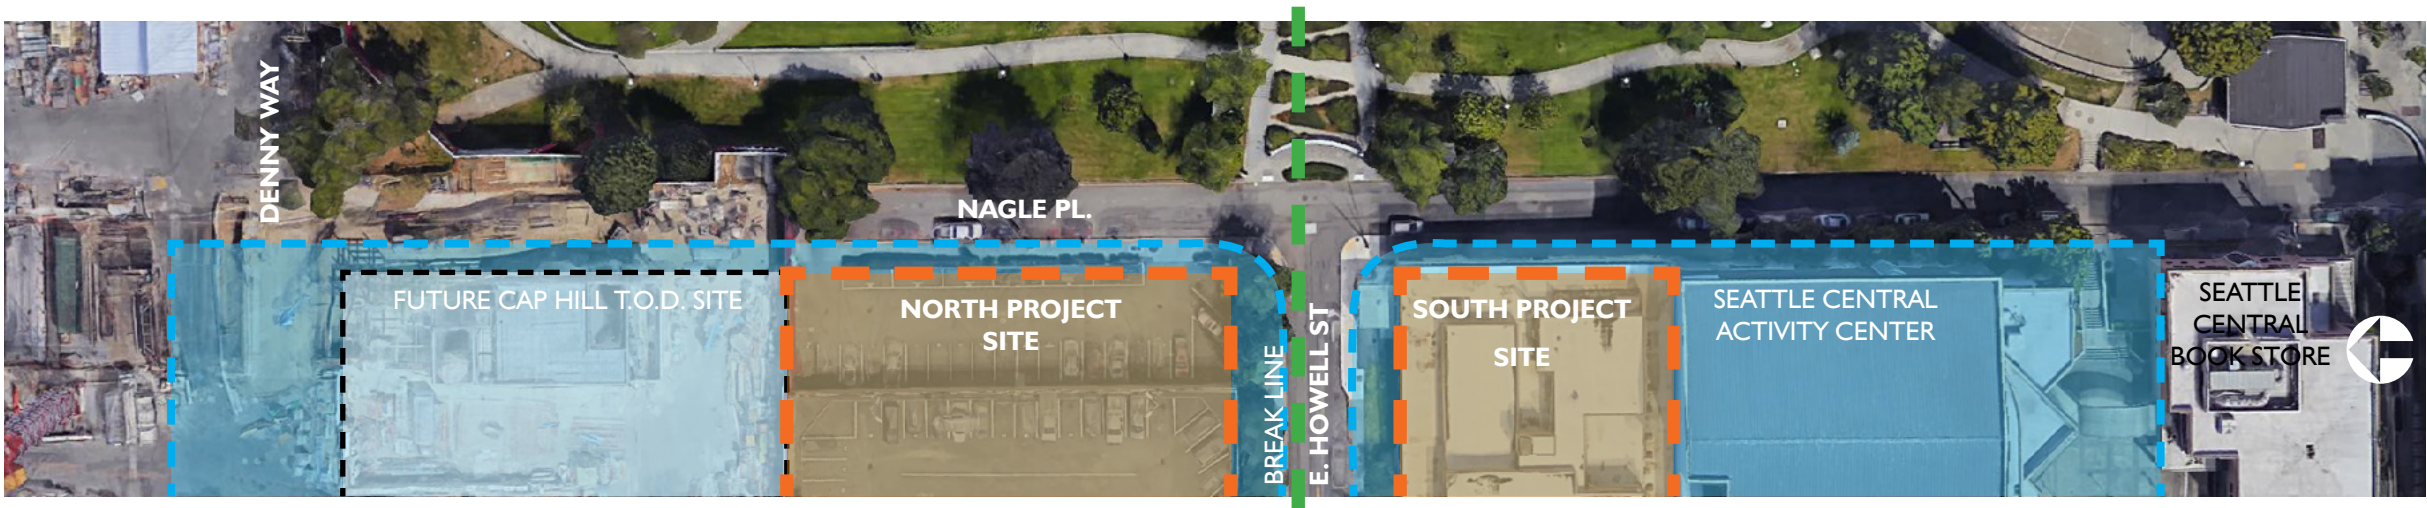 DENNY WAY
NAGLE PL.
FUTURE CAP HILL T.O.D. SITE
NORTH PROJECT
SITE
BREAK LINE
E. HOWELL ST
SOUTH PROJECT
SITE
SEATTLE CENTRAL
ACTIVITY CENTER
SEATTLE
CENTRAL
BOOK STORE